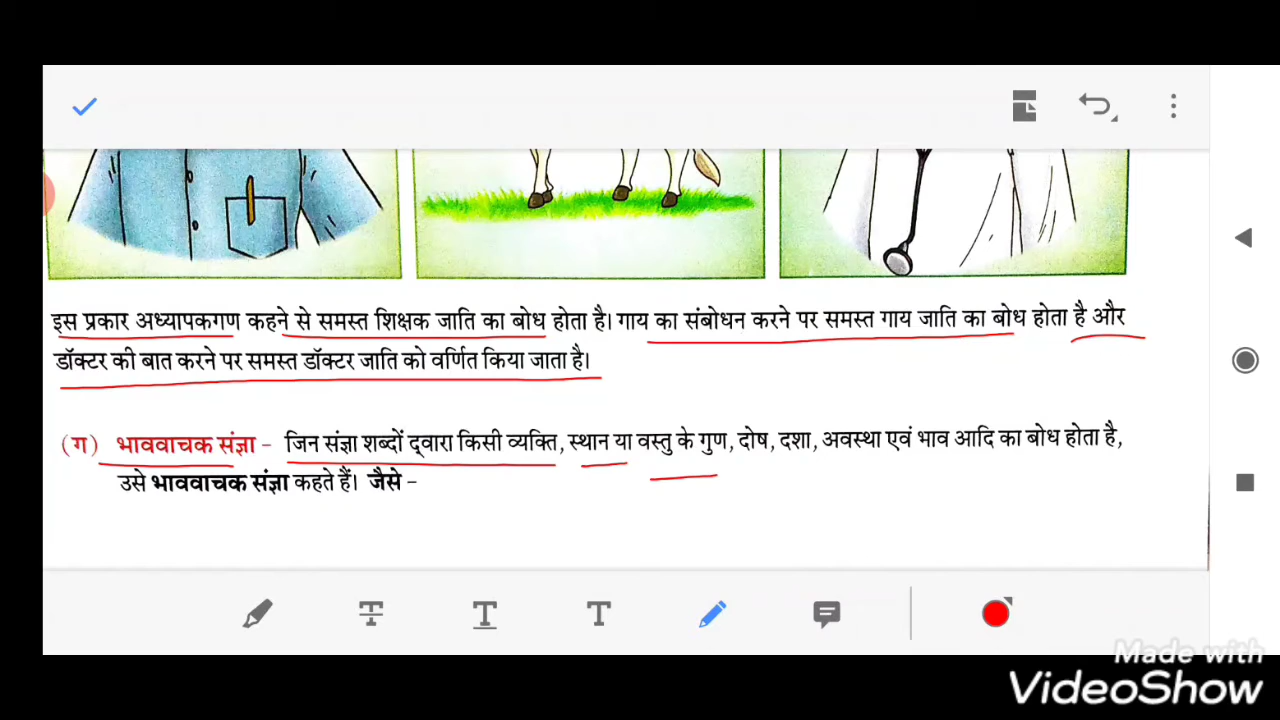 इस प्रकार अध्यापकगण कहने से समस्त शिक्षक जाति का बोध होता है। गाय का संबोधन करने पर समस्त गाय जाति का बोध होता है और
डॉक्टर की बात करने पर समस्त डॉक्टर जाति को वर्णित किया जाता है।
(ग) भाववाचक संज्ञा - जिन संज्ञा शब्दों द्वारा किसी व्यक्ति, स्थान या वस्तु के गुण, दोष, दशा, अवस्था एवं भाव आदि का बोध होता है,
उसे भाववाचक संज्ञा कहते हैं। जैसे -
T T T
Made with
VideoShow